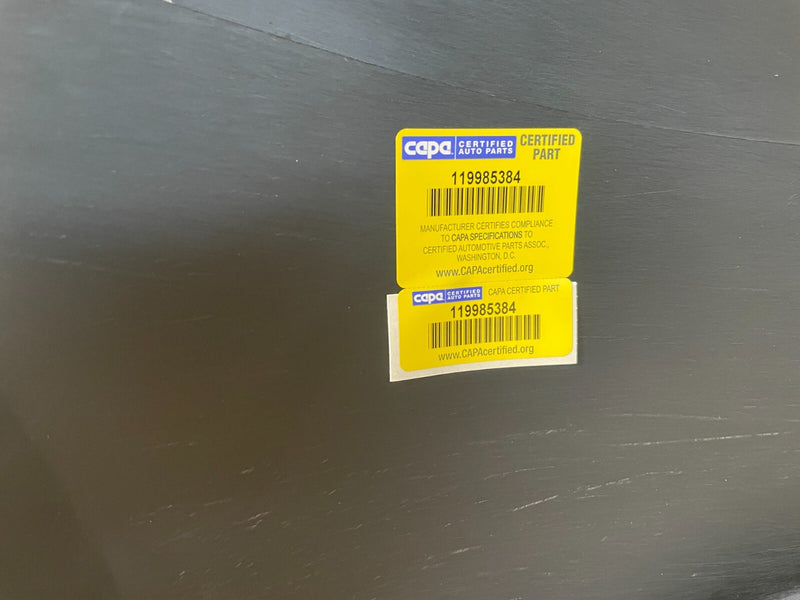 capa CERTIFIED AUTO PARTS CERTIFIED PART
119985384
MANUFACTURER CERTIFIES COMPLIANCE
TO CAPA SPECIFICATIONS TO
CERTIFIED AUTOMOTIVE PARTS ASSOC.,
WASHINGTON, D.C.
www.CAPAcertified.org
capa CERTIFIED AUTO PARTS CAPA CERTIFIED PART
119985384
www.CAPAcertified.org